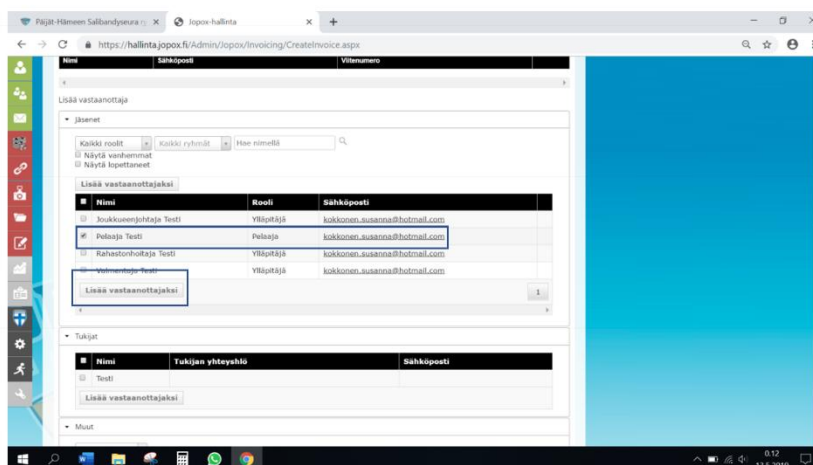 Päijät-Hämeen Salibandyseura ry
Jopox-hallinta
https://hallinta.jopox.fi/Admin/Jopox/Invoicing/CreateInvoice.aspx
Nimi Sähköposti Viitenumero
Lisää vastaanottaja
Jäsenet
Kaikki roolit Kaikki ryhmät Hae nimellä
Näytä vanhemmat
Näytä lopettaneet
Lisää vastaanottajaksi
Nimi Rooli Sähköposti
Joukkueenjohtaja Testi Ylläpitäjä kokkonen.susanna@hotmail.com
Pelaaja Testi Pelaaja kokkonen.susanna@hotmail.com
Rahastonhoitaja Testi Ylläpitäjä kokkonen.susanna@hotmail.com
Valmentaja Testi Ylläpitäjä kokkonen.susanna@hotmail.com
Lisää vastaanottajaksi 1
Tukijat
Nimi Tukijan yhteyshlö Sähköposti
Testi
Lisää vastaanottajaksi
Muut
0.12